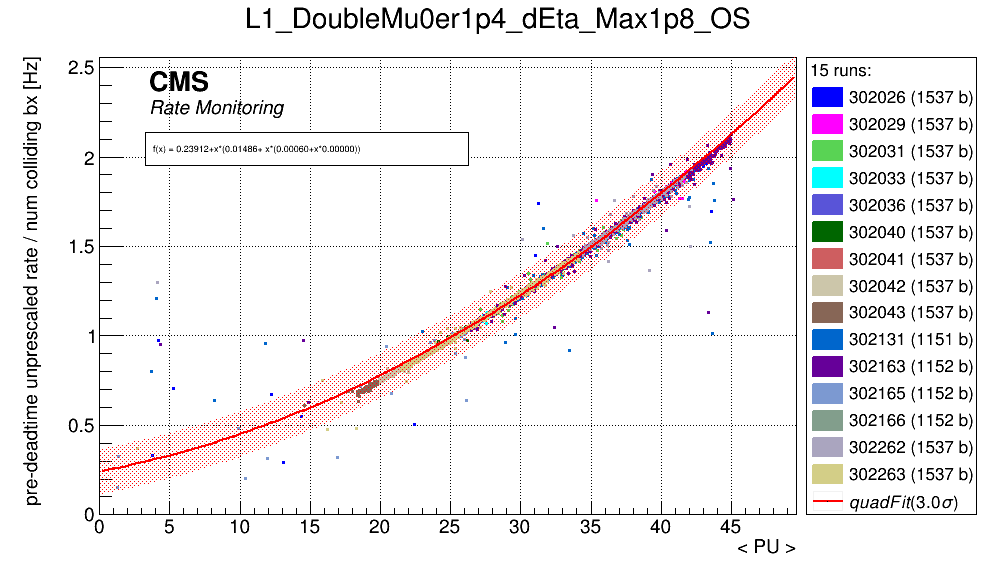 L1_DoubleMu0er1p4_dEta_Max1p8_OS
pre-deadtime unprescaled rate / num colliding bx [Hz]
CMS
Rate Monitoring
f(x) = 0.23912+x*(0.01486+ x*(0.00060+x*0.00000))
2.5
2
1.5
1
0.5
0
0 5 10 15 20 25 30 35 40 45
< PU >
15 runs:
302026 (1537 b)
302029 (1537 b)
302031 (1537 b)
302033 (1537 b)
302036 (1537 b)
302040 (1537 b)
302041 (1537 b)
302042 (1537 b)
302043 (1537 b)
302131 (1151 b)
302163 (1152 b)
302165 (1152 b)
302166 (1152 b)
302262 (1537 b)
302263 (1537 b)
quadFit(3.0σ)